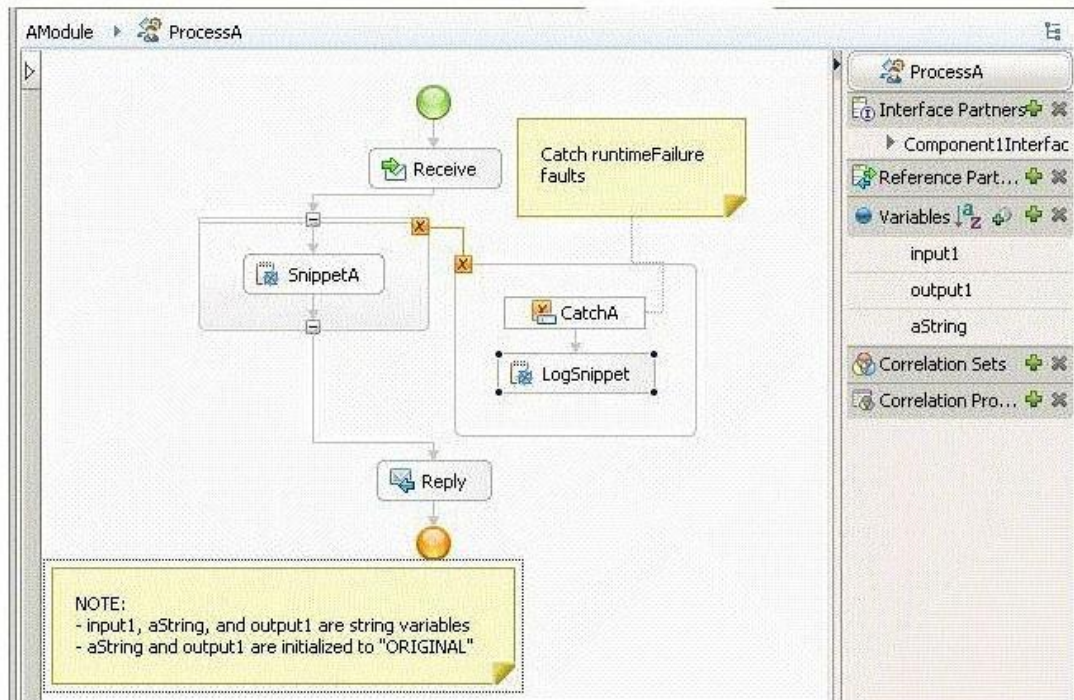 AModule ProcessA
Receive
Catch runtimeFailure
faults
SnippetA
CatchA
LogSnippet
Reply
NOTE:
- input1, aString, and output1 are string variables
- aString and output1 are initialized to "ORIGINAL"
ProcessA
Interface Partners
Component1Interfac
Reference Part...
Variables
input1
output1
aString
Correlation Sets
Correlation Pro...